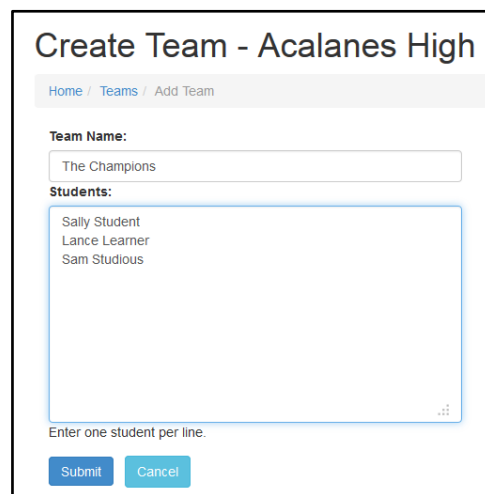 Create Team - Acalanes High
Home / Teams / Add Team
Team Name:
The Champions
Students:
Sally Student
Lance Learner
Sam Studious
Enter one student per line.
Submit Cancel